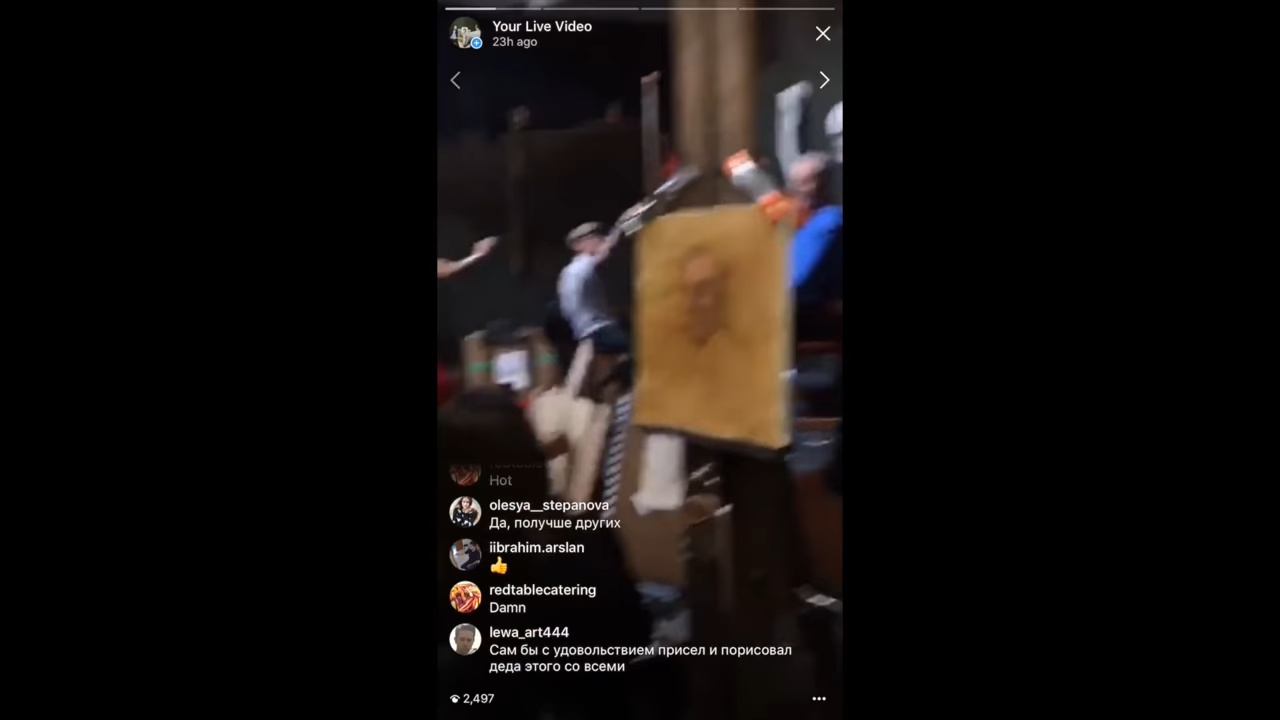 Your Live Video
23h ago
Hot
olesya__stepanova
Да, получше других
iibrahim.arslan
👍
redtablecatering
Damn
lewa_art444
Сам бы с удовольствием присел и порисовал
деда этого со всеми
2,497